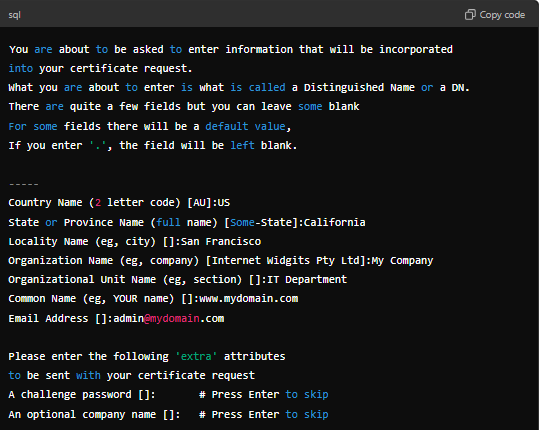 sql
Copy code
You are about to be asked to enter information that will be incorporated
into your certificate request.
What you are about to enter is what is called a Distinguished Name or a DN.
There are quite a few fields but you can leave some blank
For some fields there will be a default value,
If you enter '.', the field will be left blank.
-----
Country Name (2 letter code) [AU]:US
State or Province Name (full name) [Some-State]:California
Locality Name (eg, city) []:San Francisco
Organization Name (eg, company) [Internet Widgits Pty Ltd]:My Company
Organizational Unit Name (eg, section) []:IT Department
Common Name (eg, YOUR name) []:www.mydomain.com
Email Address []:admin@mydomain.com
Please enter the following 'extra' attributes
to be sent with your certificate request
A challenge password []:       # Press Enter to skip
An optional company name []:   # Press Enter to skip